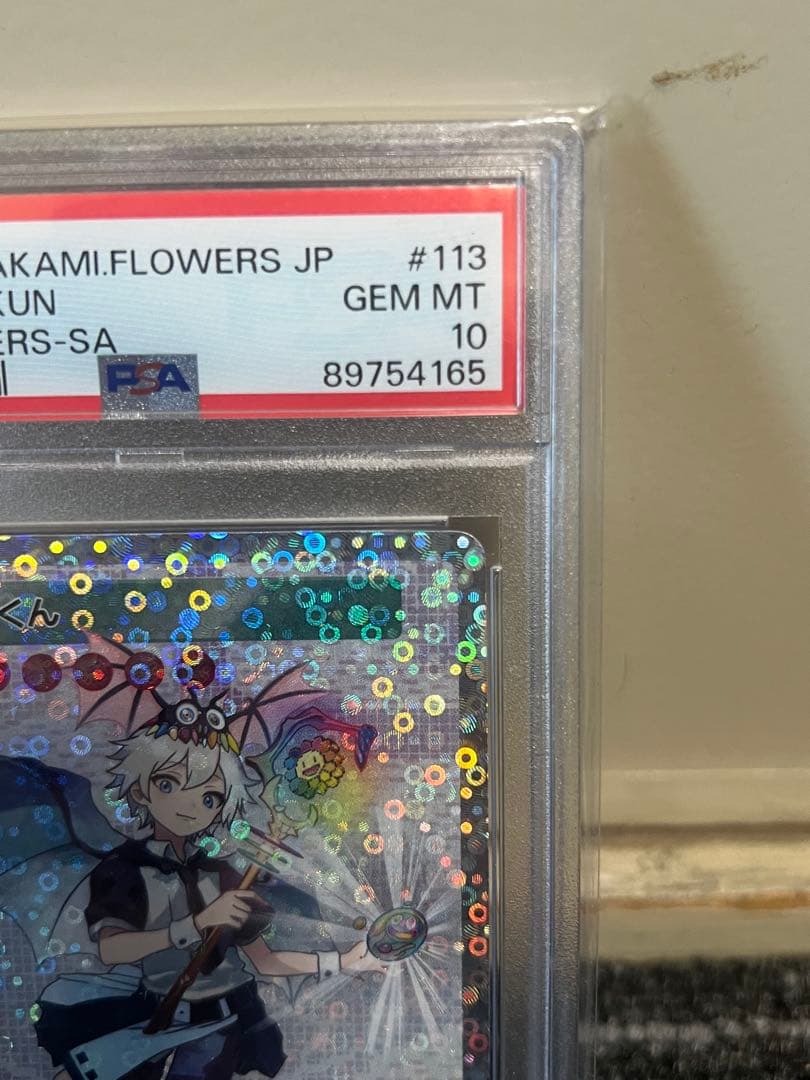 AKAMI.FLOWERS JP #113
KUN GEM MT
ERS-SA 10
PSA 89754165
くん